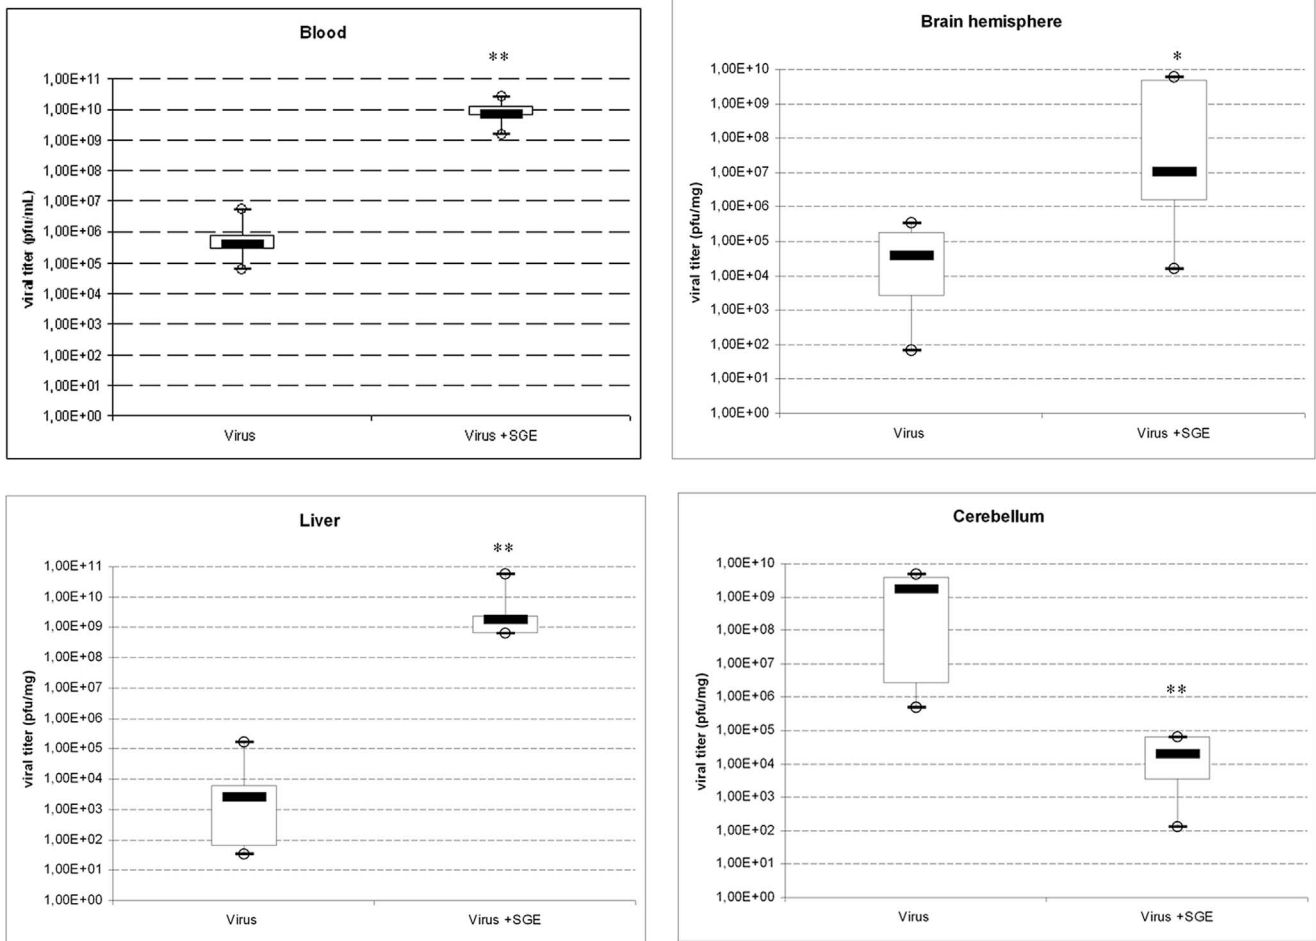 Blood
**
1,00E+11
1,00E+10
1,00E+09
1,00E+08
1,00E+07
1,00E+06
1,00E+05
1,00E+04
1,00E+03
1,00E+02
1,00E+01
1,00E+00
viral titer (pfu/mL)
Virus
Virus +SGE
Brain hemisphere
*
1,00E+10
1,00E+09
1,00E+08
1,00E+07
1,00E+06
1,00E+05
1,00E+04
1,00E+03
1,00E+02
1,00E+01
1,00E+00
viral titer (pfu/mg)
Virus
Virus +SGE
Liver
**
1,00E+11
1,00E+10
1,00E+09
1,00E+08
1,00E+07
1,00E+06
1,00E+05
1,00E+04
1,00E+03
1,00E+02
1,00E+01
1,00E+00
viral titer (pfu/mg)
Virus
Virus +SGE
Cerebellum
1,00E+10
1,00E+09
1,00E+08
1,00E+07
1,00E+06
**
1,00E+05
1,00E+04
1,00E+03
1,00E+02
1,00E+01
1,00E+00
viral titer (pfu/mg)
Virus
Virus +SGE